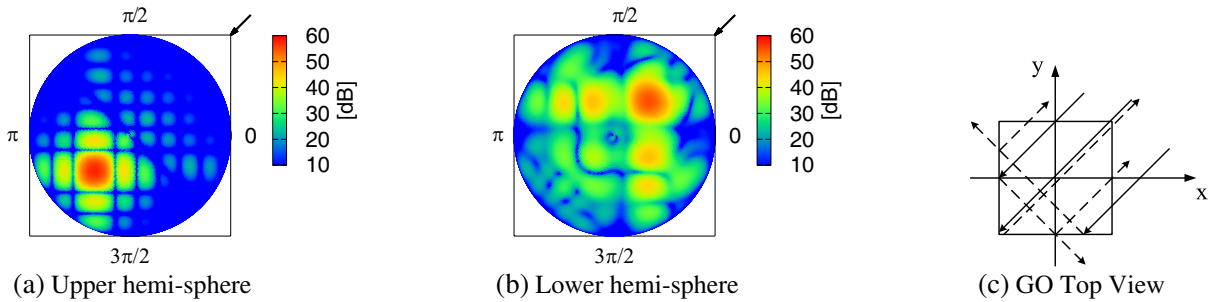 π/2
π
0
3π/2
60
50
40
30
20
10
[dB]
(a) Upper hemi-sphere
π/2
π
0
3π/2
60
50
40
30
20
10
[dB]
(b) Lower hemi-sphere
y
x
(c) GO Top View